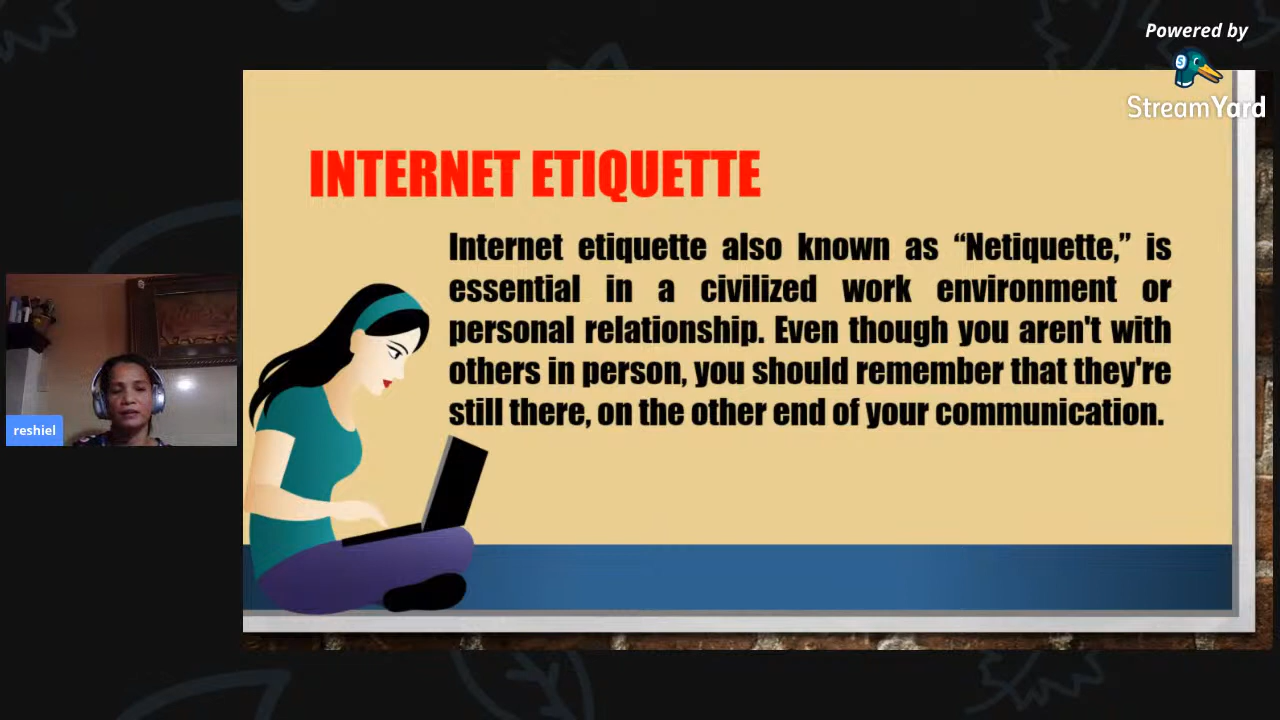 Powered by
StreamYard
INTERNET ETIQUETTE
Internet etiquette also known as “Netiquette,” is
essential in a civilized work environment or
personal relationship. Even though you aren't with
others in person, you should remember that they're
still there, on the other end of your communication.
reshiel